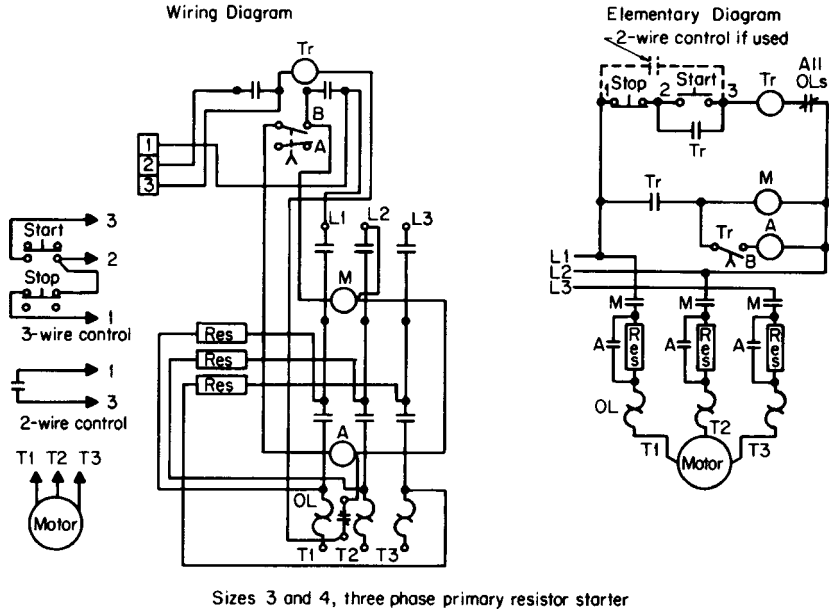 Wiring Diagram
Tr
B
A
1
2
3
L1
L2
L3
3
Start
2
Stop
1
3-wire control
M
Res
Res
Res
1
3
2-wire control
A
T1 T2 T3
Motor
OL
T1 T2 T3
Elementary Diagram
2-wire control if used
All
OLs
1
Stop
2
Start
3
Tr
Tr
Tr
M
Tr
B
A
L1
L2
L3
M
M
M
A
Res
A
Res
A
Res
OL
T1
T2
T3
Motor
Sizes 3 and 4, three phase primary resistor starter